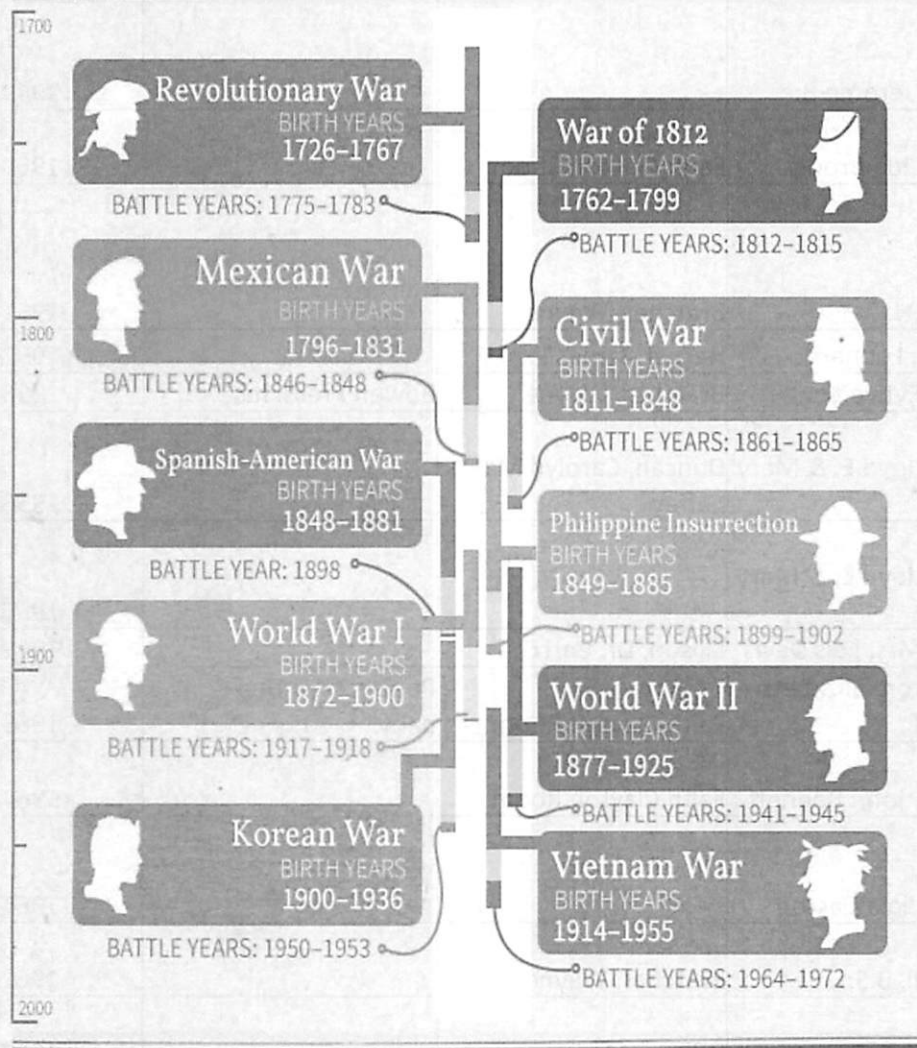 1700
Revolutionary War
BIRTH YEARS
1726–1767
BATTLE YEARS: 1775–1783
War of 1812
BIRTH YEARS
1762–1799
BATTLE YEARS: 1812–1815
Mexican War
BIRTH YEARS
1796–1831
BATTLE YEARS: 1846–1848
1800
Civil War
BIRTH YEARS
1811–1848
BATTLE YEARS: 1861–1865
Spanish-American War
BIRTH YEARS
1848–1881
BATTLE YEAR: 1898
Philippine Insurrection
BIRTH YEARS
1849–1885
BATTLE YEARS: 1899–1902
World War I
BIRTH YEARS
1872–1900
BATTLE YEARS: 1917–1918
1900
World War II
BIRTH YEARS
1877–1925
BATTLE YEARS: 1941–1945
Korean War
BIRTH YEARS
1900–1936
BATTLE YEARS: 1950–1953
Vietnam War
BIRTH YEARS
1914–1955
BATTLE YEARS: 1964–1972
2000